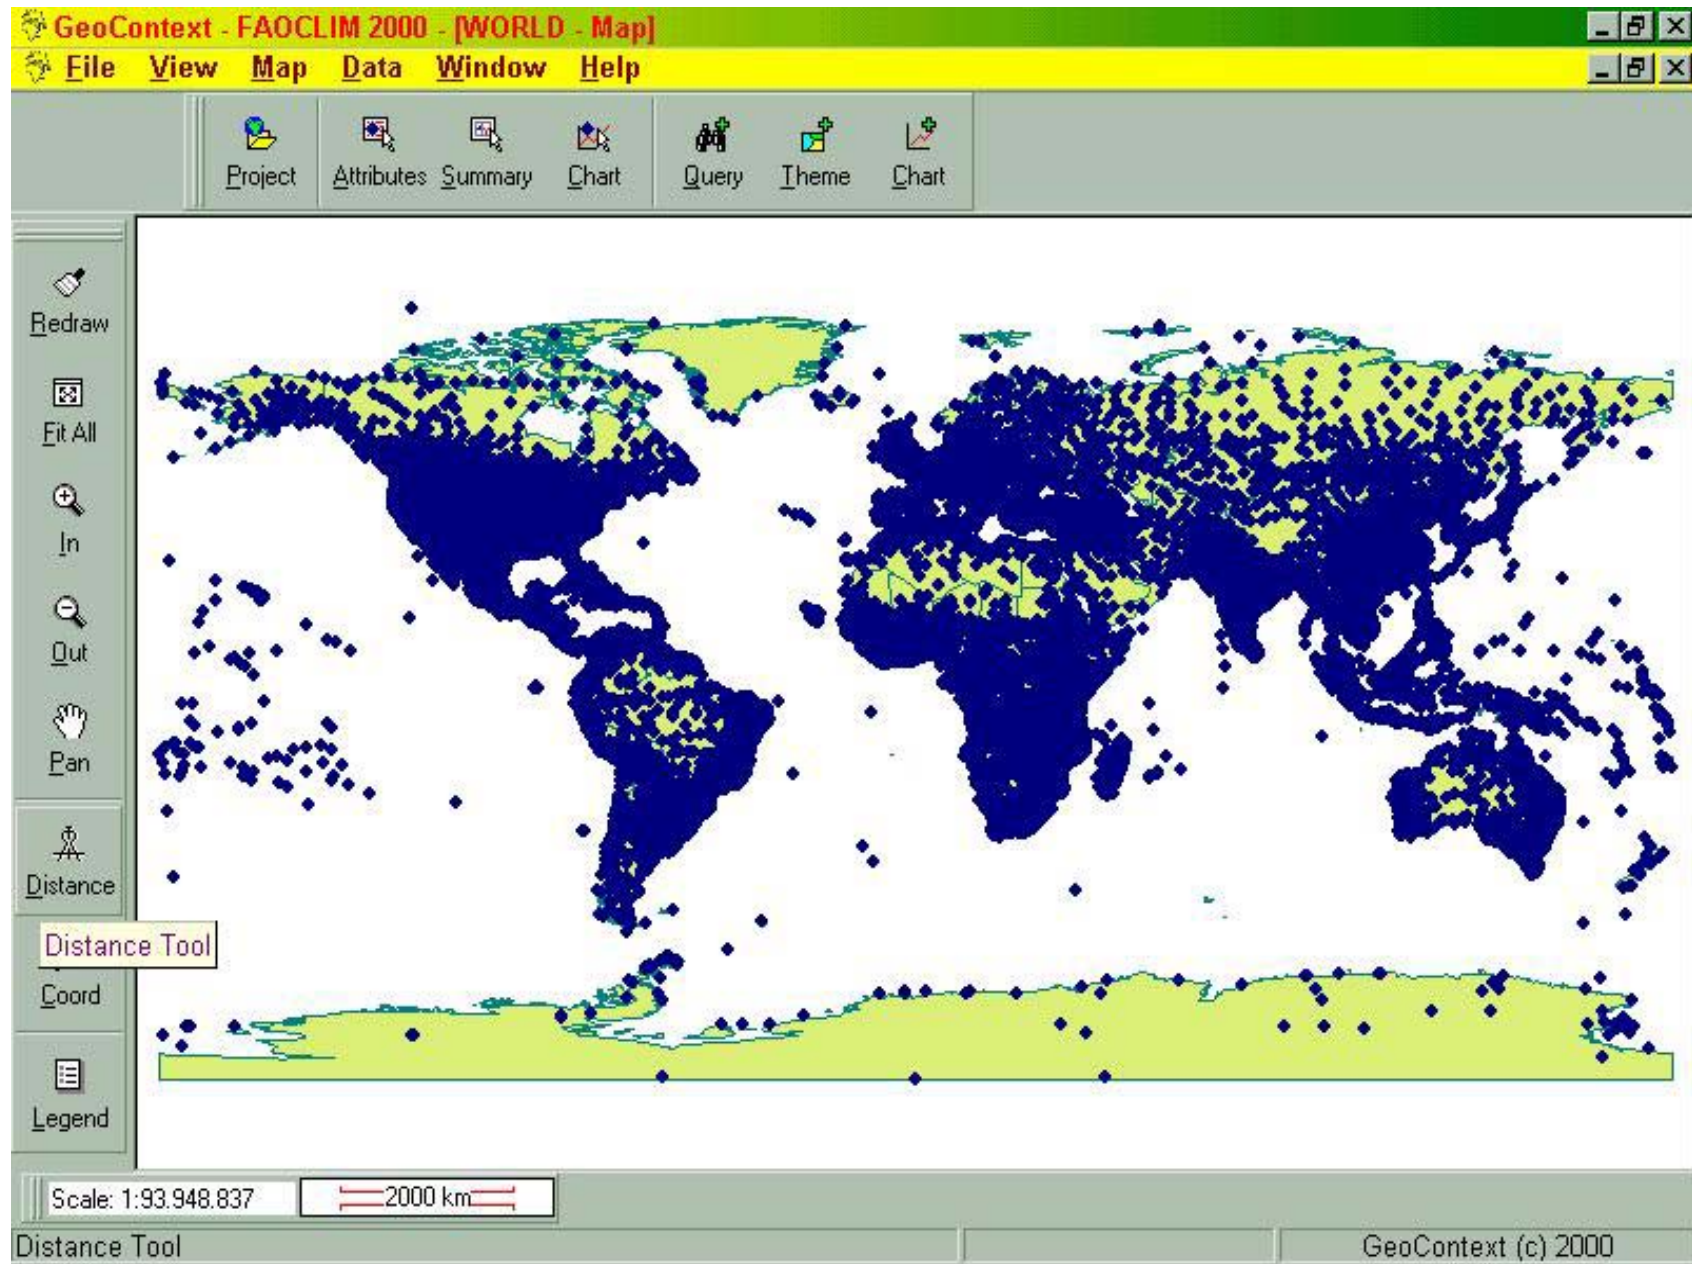 GeoContext - FAOCLIM 2000 - [WORLD - Map]
File View Map Data Window Help
Project Attributes Summary Chart Query Theme Chart
Redraw
Fit All
In
Out
Pan
Distance
Distance Tool
Coord
Legend
Scale: 1:93.948.837 2000 km
Distance Tool GeoContext (c) 2000